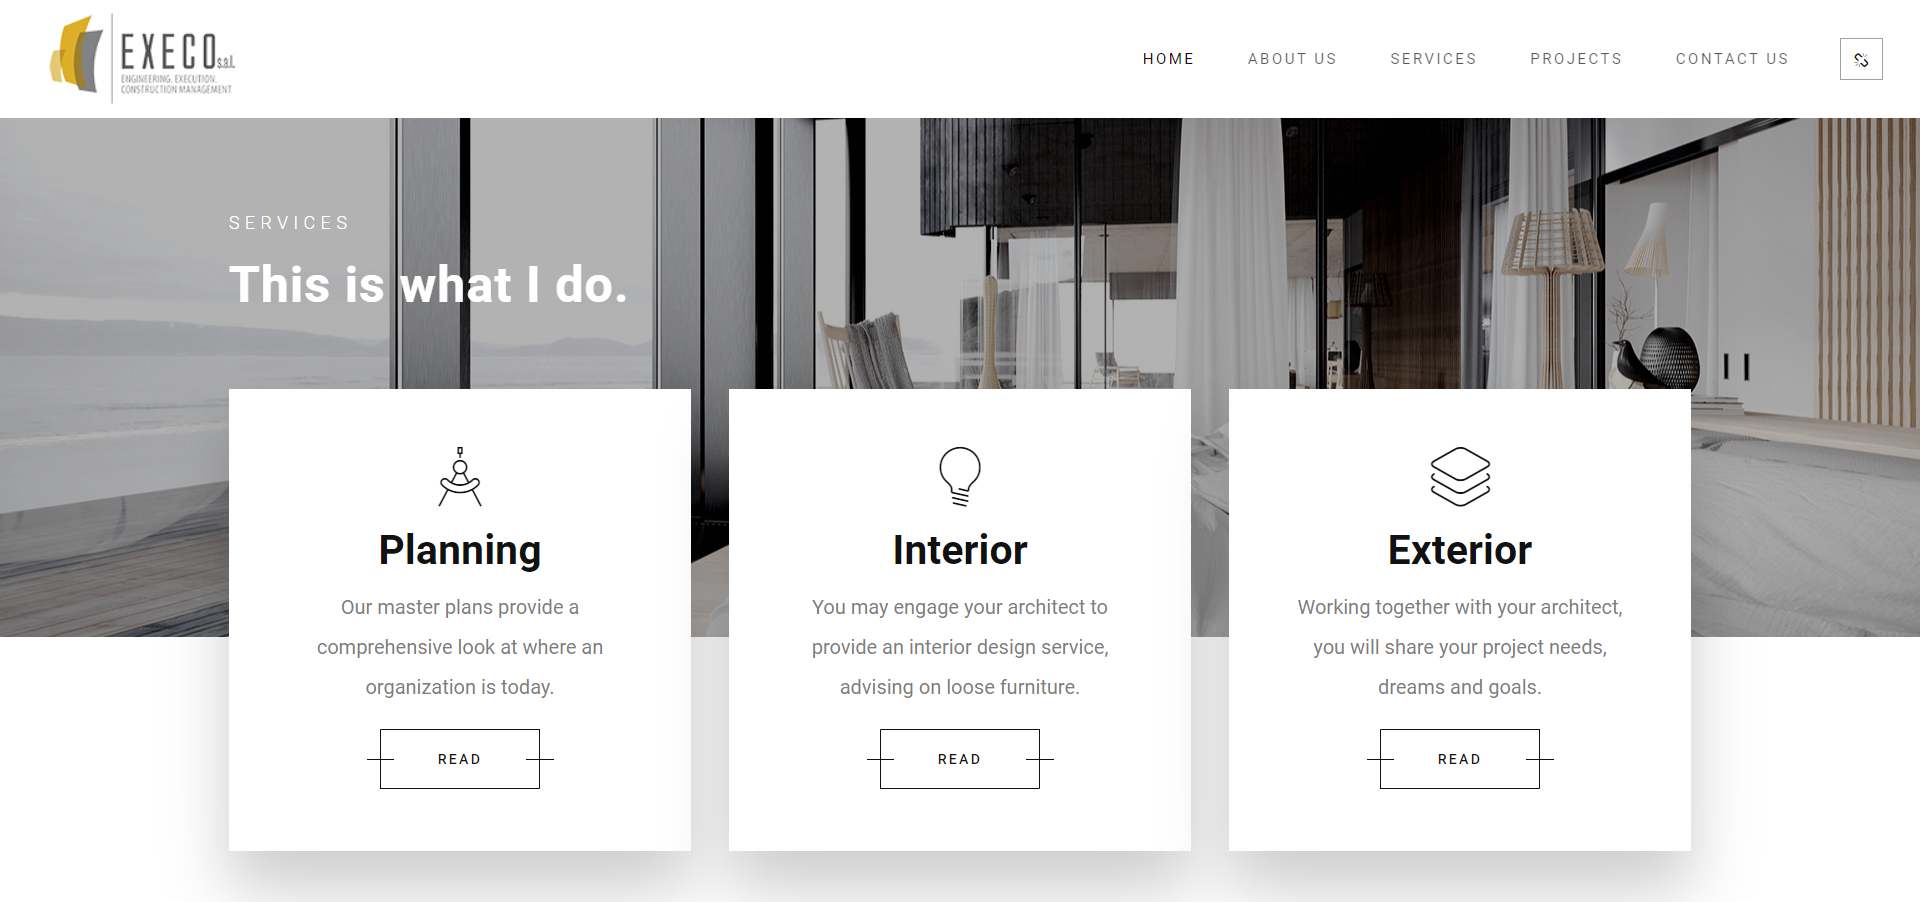 EXECO s.a.l.
ENGINEERING. EXECUTION.
CONSTRUCTION MANAGEMENT
HOME
ABOUT US
SERVICES
PROJECTS
CONTACT US
SERVICES
This is what I do.
Planning
Our master plans provide a
comprehensive look at where an
organization is today.
READ
Interior
You may engage your architect to
provide an interior design service,
advising on loose furniture.
READ
Exterior
Working together with your architect,
you will share your project needs,
dreams and goals.
READ